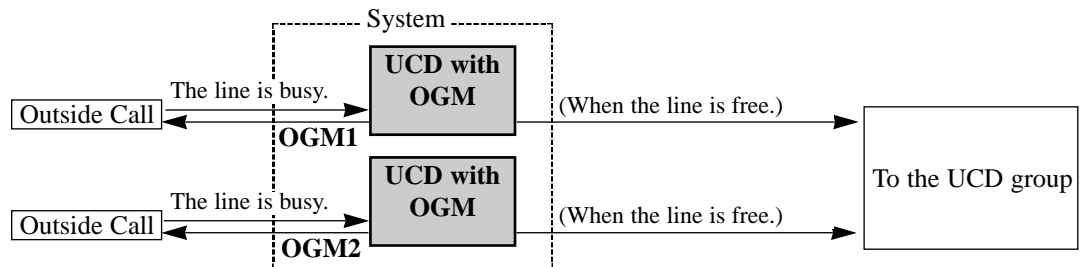 System
UCD with
OGM
The line is busy.
(When the line is free.)
Outside Call
OGM1
UCD with
OGM
To the UCD group
The line is busy.
(When the line is free.)
Outside Call
OGM2